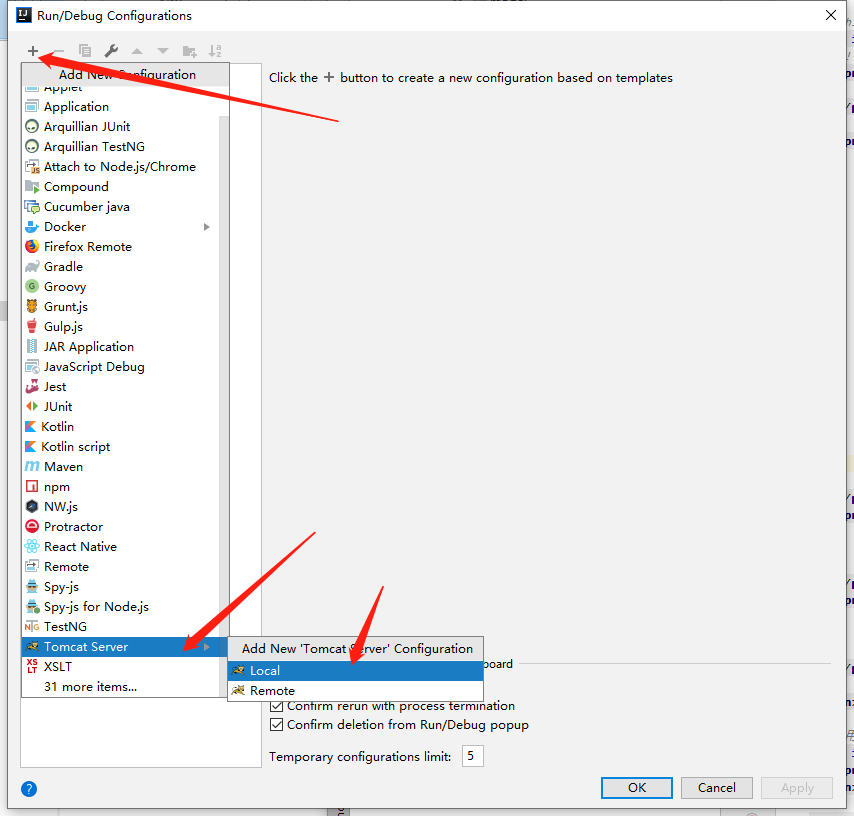 Run/Debug Configurations
Add New Configuration
Click the + button to create a new configuration based on templates
Applet
Application
Arquillian JUnit
Arquillian TestNG
Attach to Node.js/Chrome
Compound
Cucumber java
Docker
Firefox Remote
Gradle
Groovy
Grunt.js
Gulp.js
JAR Application
JavaScript Debug
Jest
JUnit
Kotlin
Kotlin script
Maven
npm
NW.js
Protractor
React Native
Remote
Spy-js
Spy-js for Node.js
TestNG
Tomcat Server
XSLT
31 more items...
Add New 'Tomcat Server' Configuration
Local
Remote
Confirm rerun with process termination
Confirm deletion from Run/Debug popup
Temporary configurations limit: 5
OK
Cancel
Apply